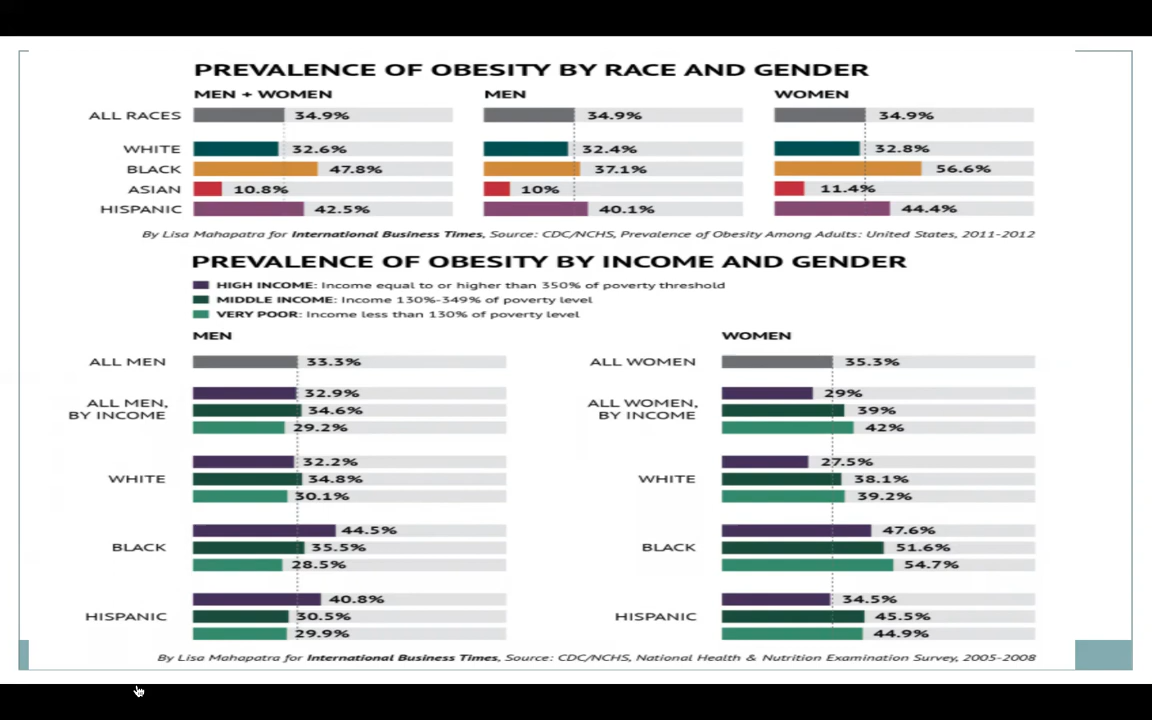 PREVALENCE OF OBESITY BY RACE AND GENDER
MEN + WOMEN MEN WOMEN
ALL RACES 34.9% 34.9% 34.9%
WHITE 32.6% 32.4% 32.8%
BLACK 47.8% 37.1% 56.6%
ASIAN 10.8% 10% 11.4%
HISPANIC 42.5% 40.1% 44.4%
By Lisa Mahapatra for International Business Times, Source: CDC/NCHS, Prevalence of Obesity Among Adults: United States, 2011-2012
PREVALENCE OF OBESITY BY INCOME AND GENDER
HIGH INCOME: Income equal to or higher than 350% of poverty threshold
MIDDLE INCOME: Income 130%-349% of poverty level
VERY POOR: Income less than 130% of poverty level
MEN
ALL MEN 33.3%
ALL MEN,
BY INCOME
32.9%
34.6%
29.2%
WHITE
32.2%
34.8%
30.1%
BLACK
44.5%
35.5%
28.5%
HISPANIC
40.8%
30.5%
29.9%
WOMEN
ALL WOMEN 35.3%
ALL WOMEN,
BY INCOME
29%
39%
42%
WHITE
27.5%
38.1%
39.2%
BLACK
47.6%
51.6%
54.7%
HISPANIC
34.5%
45.5%
44.9%
By Lisa Mahapatra for International Business Times, Source: CDC/NCHS, National Health & Nutrition Examination Survey, 2005-2008